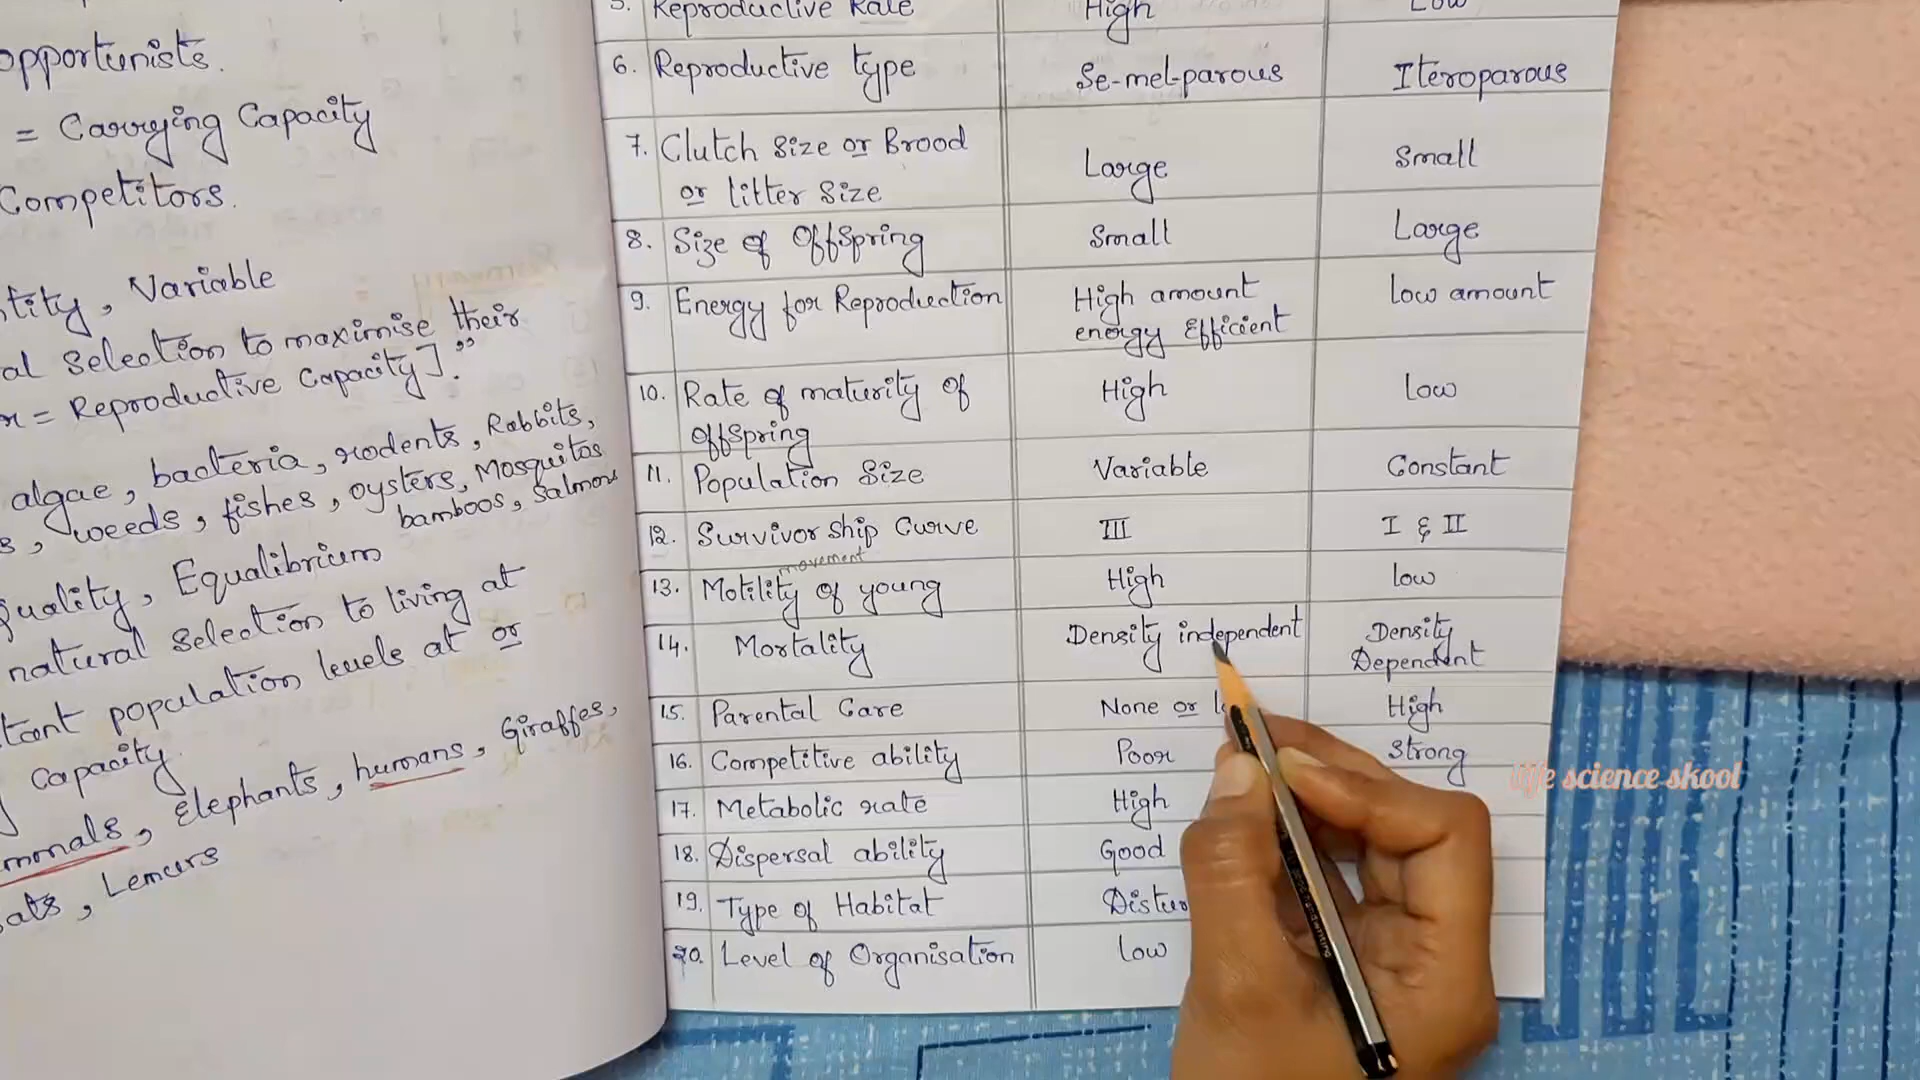 opportunists.
= Carrying Capacity
Competitors.
tity, Variable
al selection to maximise their
r = Reproductive Capacity].”
algae, bacteria, rodents, Rabbits,
s, weeds, fishes, oysters, Mosquitos
bamboos, Salmons
Quality, Equalibrium
natural selection to living at
tant population levels at or
Capacity
mmals, Elephants, humans, Giraffes,
ats, Lemurs
5. Reproductive Rate High Low
6. Reproductive type Se-mel-parous Iteroparous
7. Clutch Size or Brood Large Small
or litter Size
8. Size of Offspring Small Large
9. Energy for Reproduction High amount low amount
energy Efficient
10. Rate of maturity of High low
offspring
11. Population Size Variable Constant
12. Survivor ship Curve III I & II
movement
13. Motility of young High low
14. Mortality Density independent Density
Dependent
15. Parental Care None or High
16. Competitive ability Poor Strong
17. Metabolic rate High
18. Dispersal ability Good
19. Type of Habitat Distur
20. Level of Organisation low
life science skool